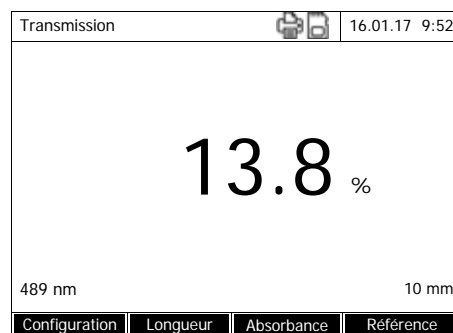 Transmission 16.01.17 9:52
13.8 %
489 nm 10 mm
Configuration Longueur Absorbance Référence